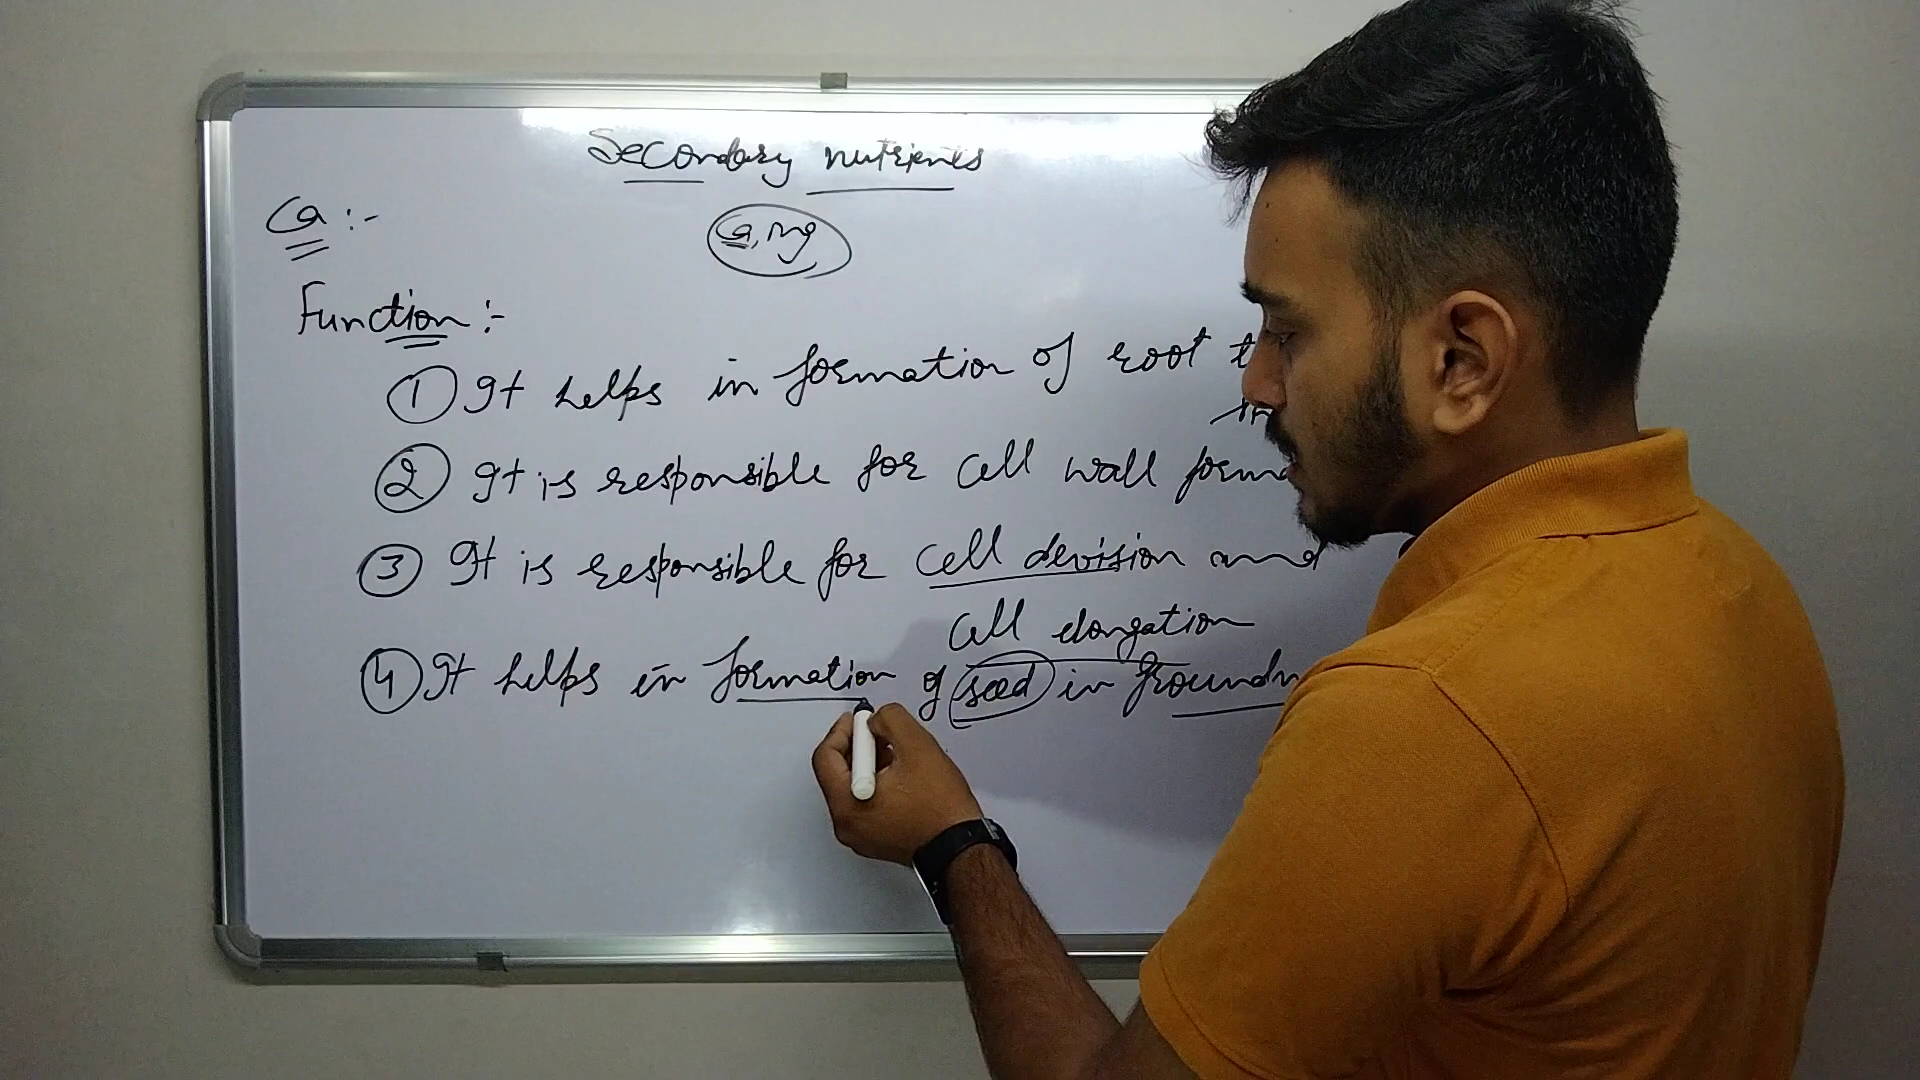 Secondary nutrients
Ca :-
Ca, Mg
Function :-
① It helps in formation of root t
in
② It is responsible for cell wall forma
③ It is responsible for cell devision and
cell elongation
④ It helps in formation of seed in groundn